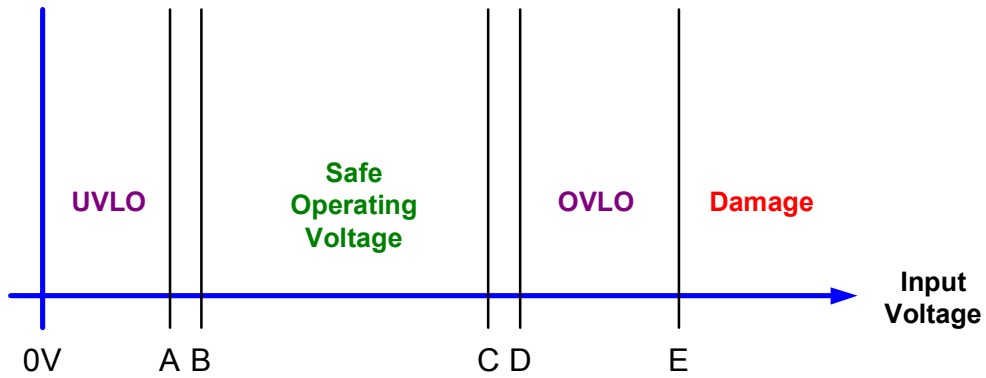 UVLO
Safe
Operating
Voltage
OVLO
Damage
Input
Voltage
0V
A
B
C
D
E